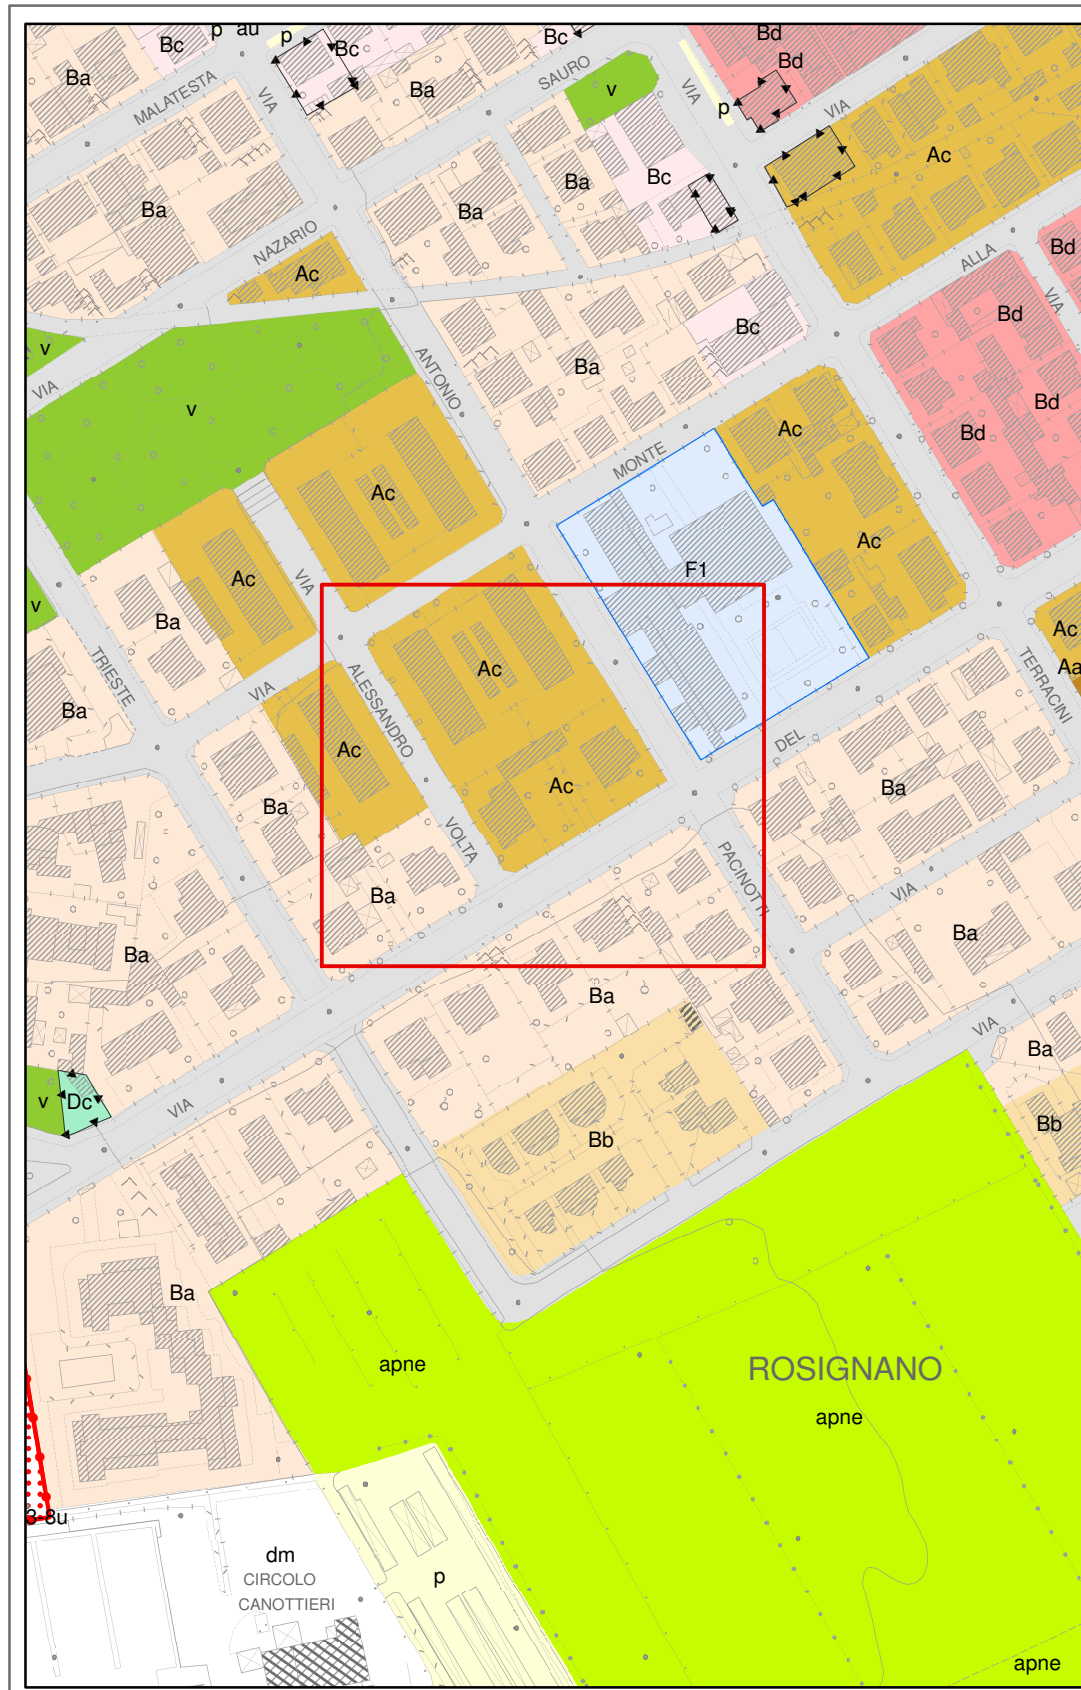 p au p
Bc Bc Bc Bd
Ba Ba SAURO Bd
MALATESTA VIA v VIA p VIA
Ac
Ba Ba Ba Bc
NAZARIO Ac ALLA Bd
VIA
v Bc Bd
VIA ANTONIO Ba
v Bd
MONTE Ac Bd
Ac
Ac
VIA Ac F1
v Ba Ac
TRIESTE VIA ALESSANDRO Ac TERRACINI Aa
Ba
Ac DEL
Ba Ac Ba
VOLTA PACINOTTI
Ba VIA
Ba Ba
Ba
VIA
Ba
v Dc VIA
Bb Bb
Ba
apne ROSIGNANO
apne
3-8u
dm
CIRCOLO
CANOTTIERI
p
apne